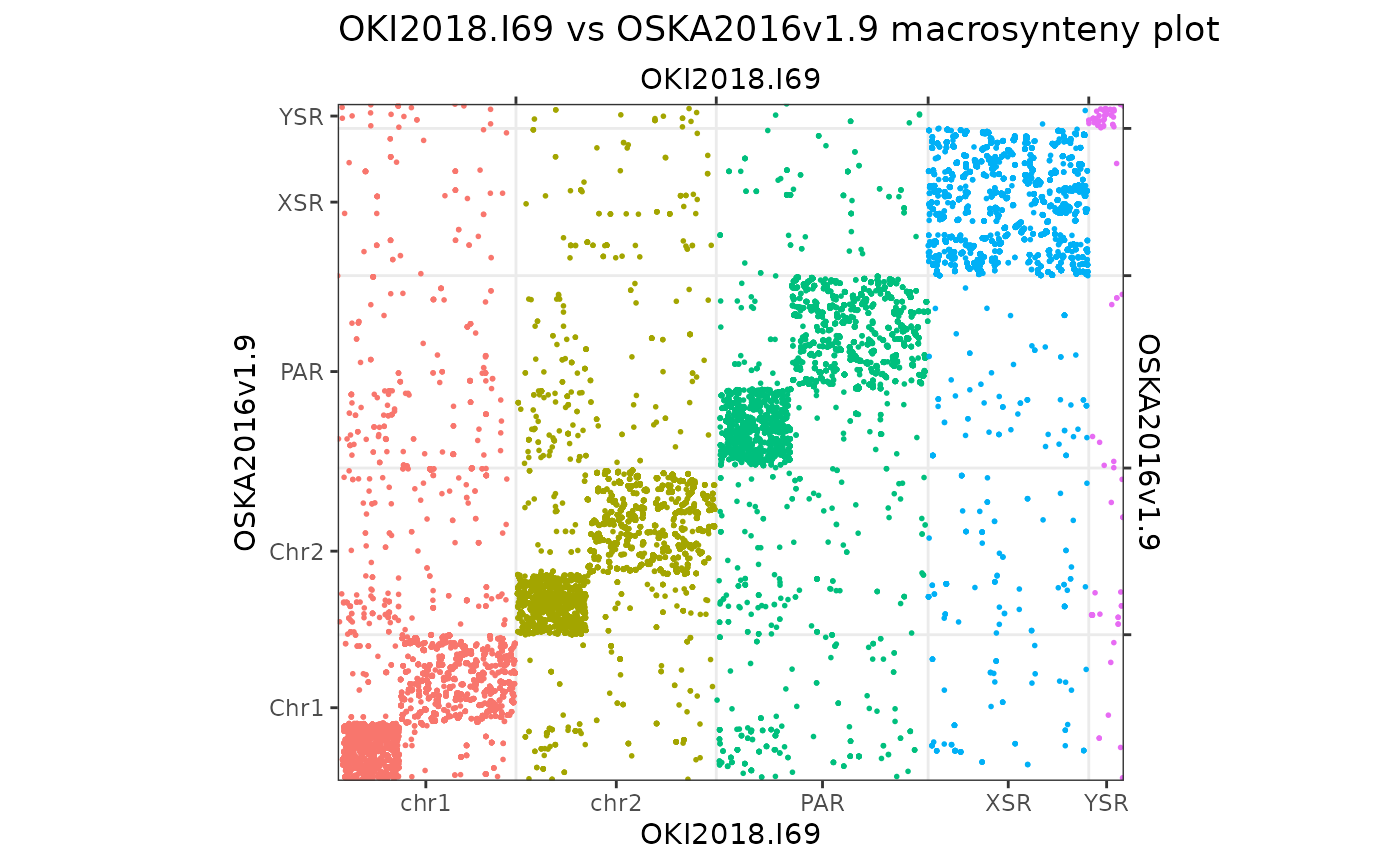 OKI2018.I69 vs OSKA2016v1.9 macrosynteny plot
OKI2018.I69
YSR
XSR
PAR
Chr2
Chr1
OSKA2016v1.9
OSKA2016v1.9
chr1
chr2
PAR
XSR
YSR
OKI2018.I69